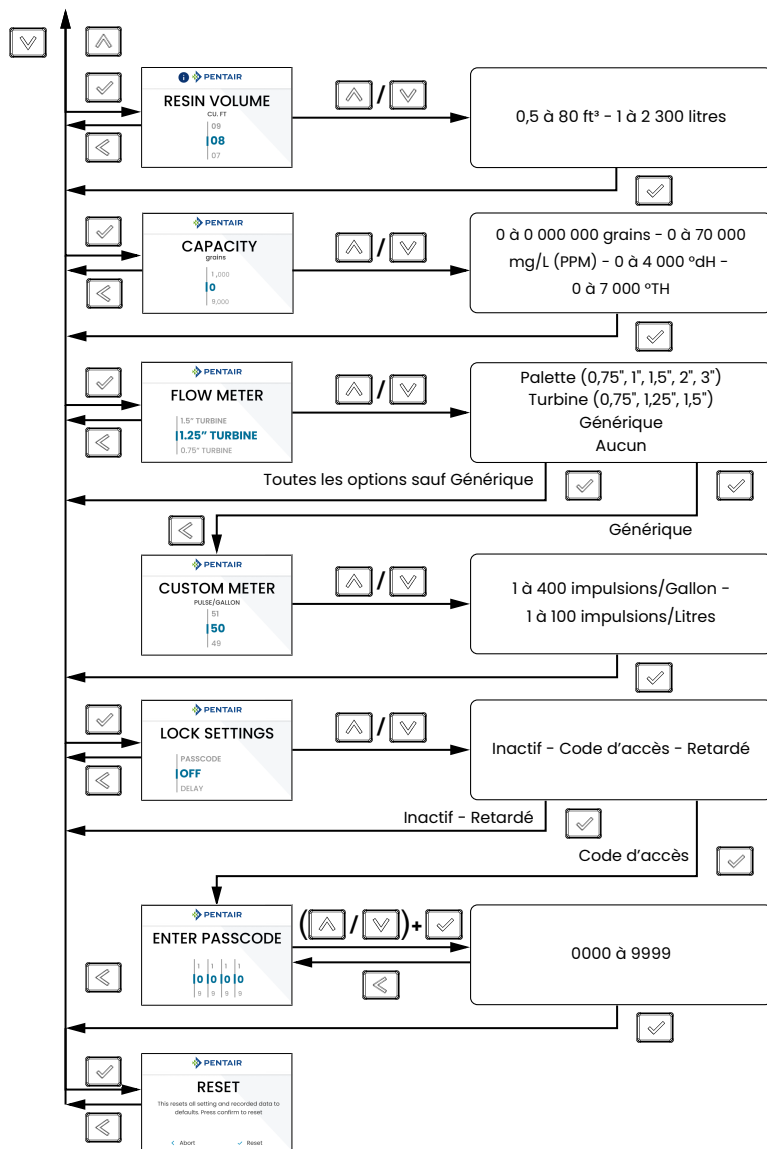 i PENTAIR
RESIN VOLUME
CU. FT
09
08
07
/
0,5 à 80 ft³ - 1 à 2 300 litres
PENTAIR
CAPACITY
grains
1 ,000
0
9,000
/
0 à 0 000 000 grains - 0 à 70 000
mg/L (PPM) - 0 à 4 000 °dH -
0 à 7 000 °TH
PENTAIR
FLOW METER
1.5" TURBINE
1.25" TURBINE
0.75" TURBINE
/
Palette (0,75", 1", 1,5", 2", 3")
Turbine (0,75", 1,25", 1,5")
Générique
Aucun
Toutes les options sauf Générique
Générique
PENTAIR
CUSTOM METER
PULSE/GALLON
51
50
49
/
1 à 400 impulsions/Gallon -
1 à 100 impulsions/Litres
PENTAIR
LOCK SETTINGS
PASSCODE
OFF
DELAY
/
Inactif - Code d'accès - Retardé
Inactif - Retardé
Code d'accès
PENTAIR
ENTER PASSCODE
1 1 1 1
0 0 0 0
9 9 9 9
( / )+
0000 à 9999
PENTAIR
RESET
This resets all setting and recorded data to
defaults. Press confirm to reset
Abort
Reset